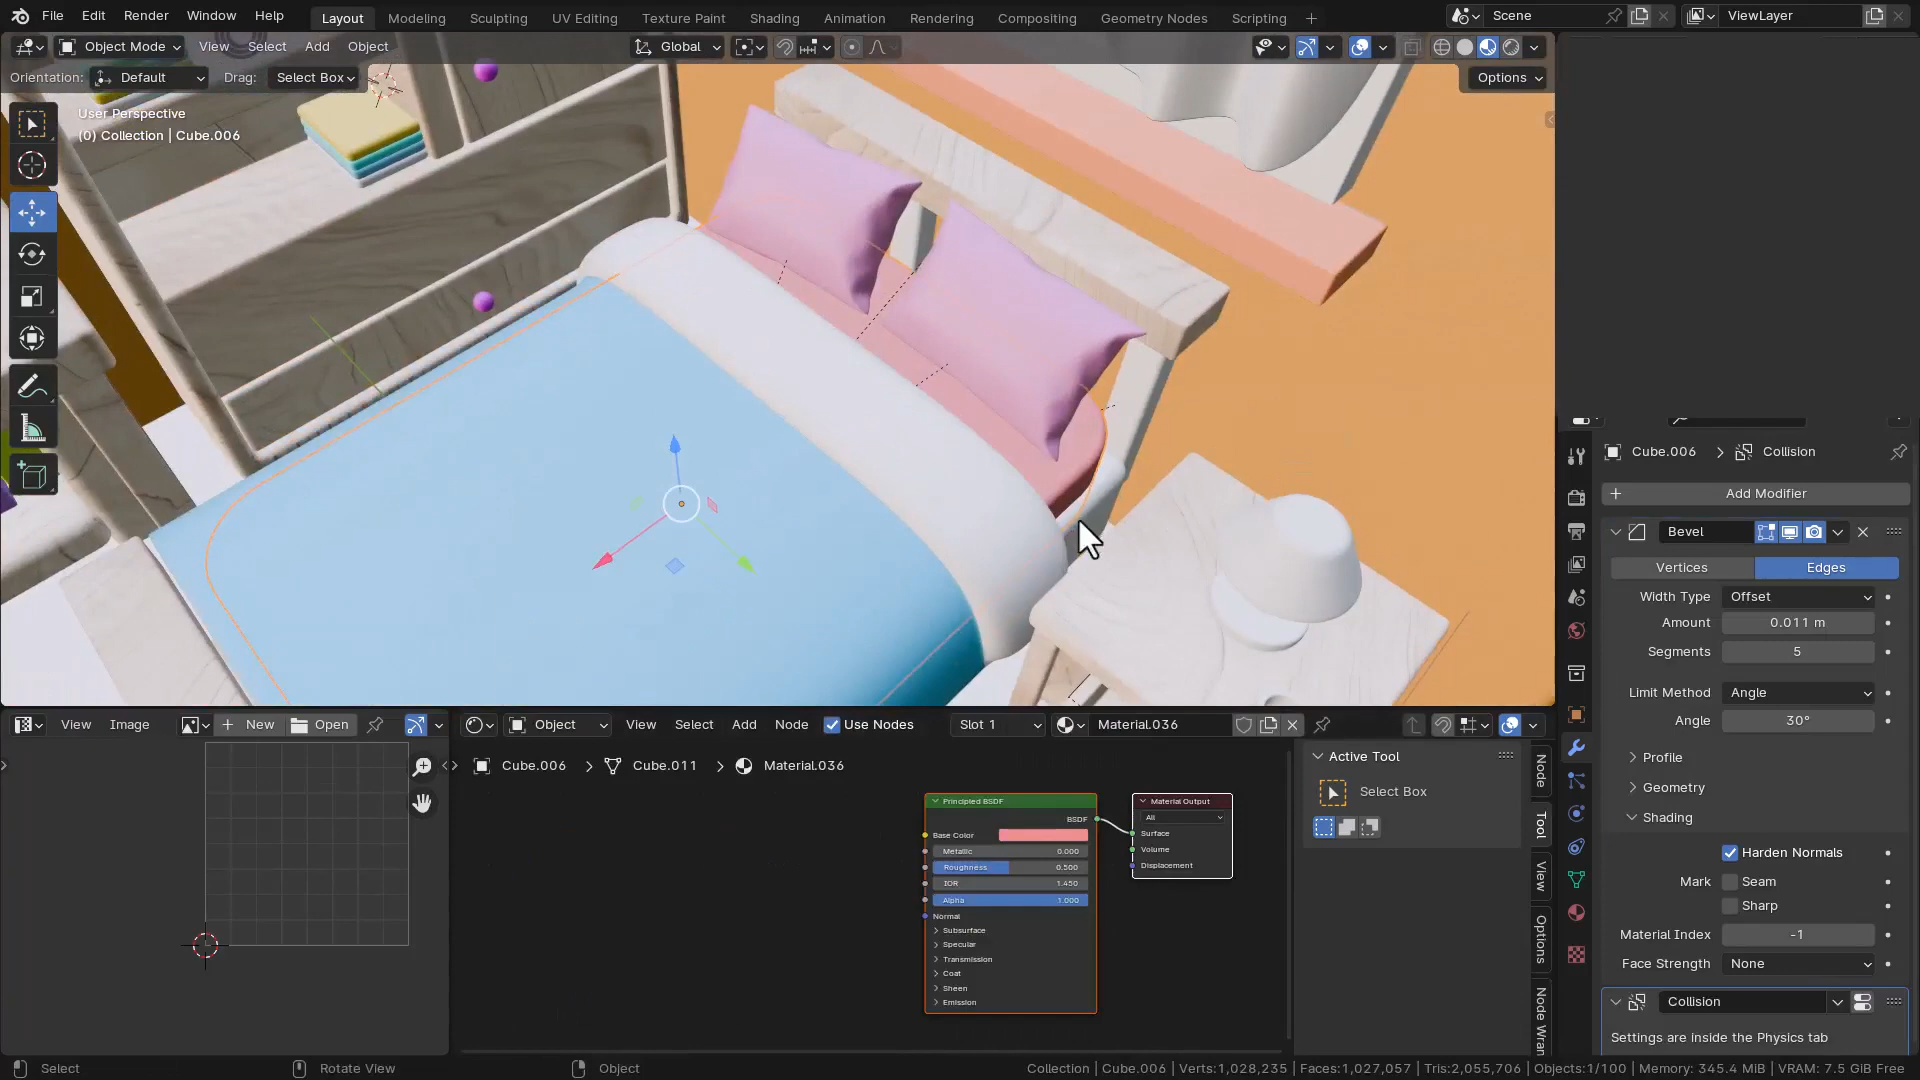 File Edit Render Window Help Layout Modeling Sculpting UV Editing Texture Paint Shading Animation Rendering Compositing Geometry Nodes Scripting Scene ViewLayer
Object Mode View Select Add Object Global
Orientation: Default Drag: Select Box Options
User Perspective
(0) Collection | Cube.006
Cube.006 Collision
Add Modifier
Bevel
Vertices Edges
Width Type Offset
Amount 0.011 m
Segments 5
Limit Method Angle
Angle 30°
Profile
Geometry
Shading
Harden Normals
Mark Seam
Sharp
Material Index -1
Face Strength None
Collision
Settings are inside the Physics tab
View Image New Open
Object View Select Add Node Use Nodes Slot 1 Material.036
Cube.006 Cube.011 Material.036
Principled BSDF
BSDF
Base Color
Metallic 0.000
Roughness 0.500
IOR 1.450
Alpha 1.000
Normal
Subsurface
Specular
Transmission
Coat
Sheen
Emission
Material Output
All
Surface
Volume
Displacement
Active Tool
Select Box
Node
Tool
View
Options
Node Wran
Select Rotate View Object Collection | Cube.006 | Verts:1,028,235 | Faces:1,027,057 | Tris:2,055,706 | Objects:1/100 | Memory: 345.4 MiB | VRAM: 7.5 GiB Free